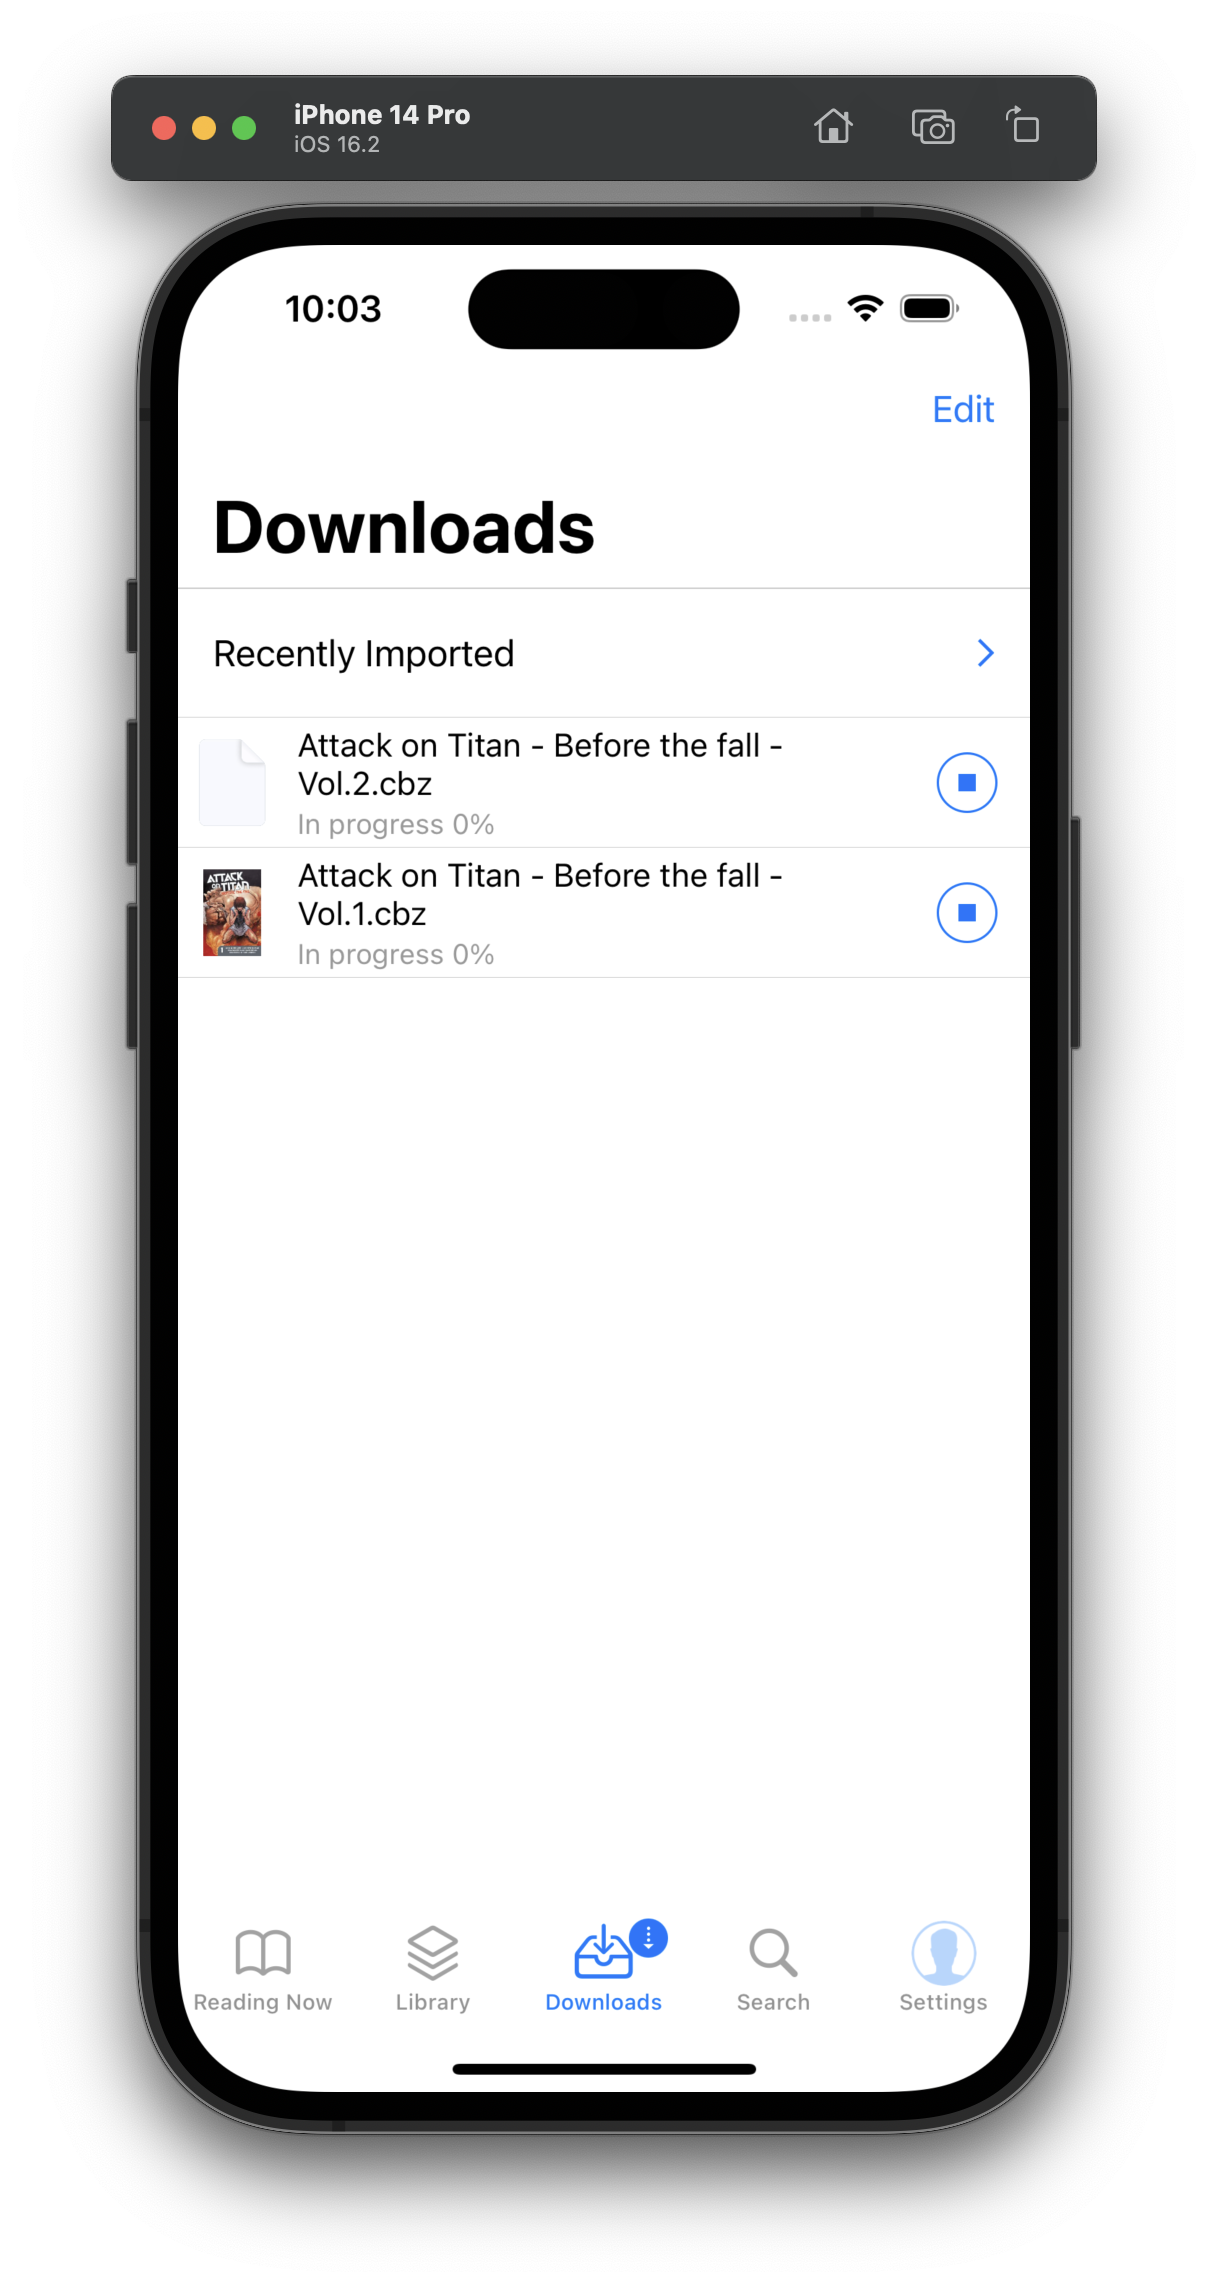 iPhone 14 Pro
iOS 16.2
10:03
Edit
Downloads
Recently Imported
Attack on Titan - Before the fall -
Vol.2.cbz
In progress 0%
ATTACK
ON TITAN
Attack on Titan - Before the fall -
Vol.1.cbz
In progress 0%
Reading Now
Library
Downloads
Search
Settings